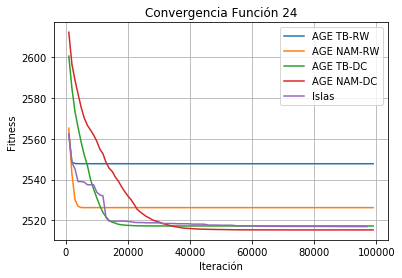 Convergencia Función 24
Fitness
2620
2600
2580
2560
2540
2520
AGE TB-RW
AGE NAM-RW
AGE TB-DC
AGE NAM-DC
Islas
0
20000
40000
60000
80000
100000
Iteración